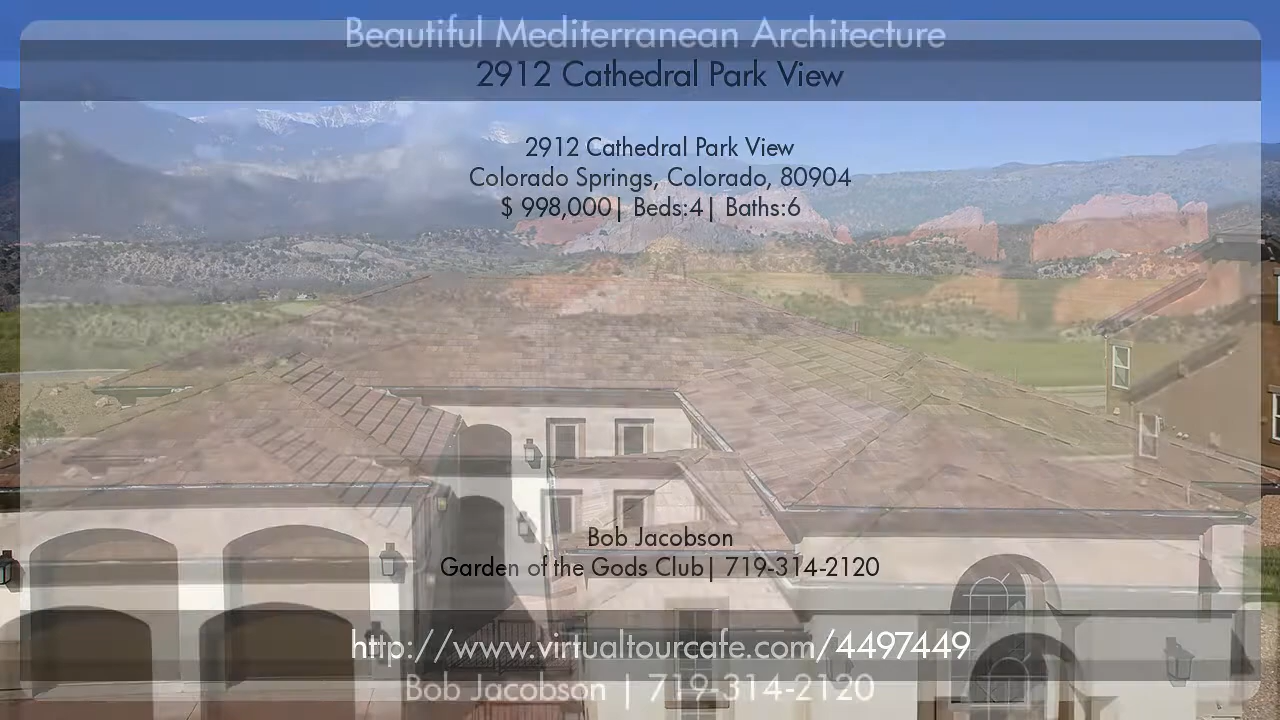 Beautiful Mediterranean Architecture
2912 Cathedral Park View
2912 Cathedral Park View
Colorado Springs, Colorado, 80904
$ 998,000| Beds:4| Baths:6
Bob Jacobson
Garden of the Gods Club| 719-314-2120
http://www.virtualtourcafe.com/4497449
Bob Jacobson | 719-314-2120